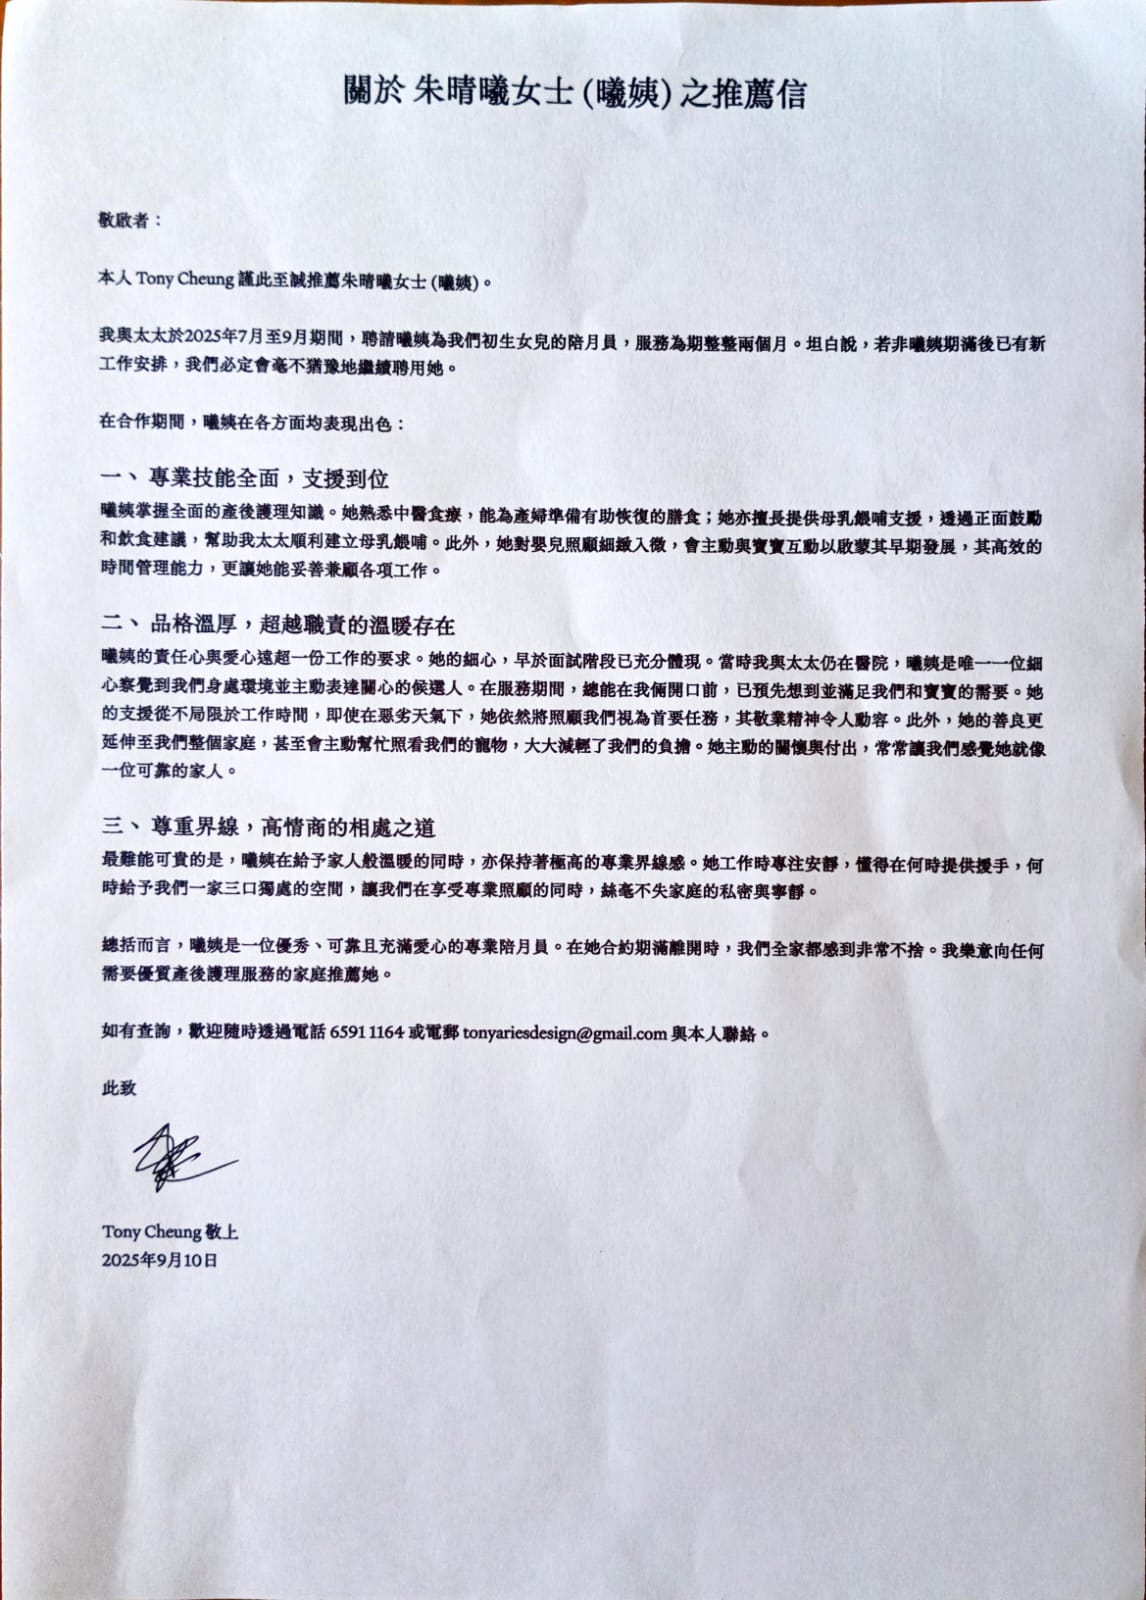 關於 朱晴曦女士 (曦姨) 之推薦信
敬啟者：
本人 Tony Cheung 謹此至誠推薦朱晴曦女士 (曦姨)。
我與太太於2025年7月至9月期間，聘請曦姨為我們初生女兒的陪月員，服務為期整整兩個月。坦白說，若非曦姨期滿後已有新
工作安排，我們必定會毫不猶豫地繼續聘用她。
在合作期間，曦姨在各方面均表現出色：
一、 專業技能全面，支援到位
曦姨掌握全面的產後護理知識。她熟悉中醫食療，能為產婦準備有助恢復的膳食；她亦擅長提供母乳餵哺支援，透過正面鼓勵
和飲食建議，幫助我太太順利建立母乳餵哺。此外，她對嬰兒照顧細緻入微，會主動與寶寶互動以啟蒙其早期發展，其高效的
時間管理能力，更讓她能妥善兼顧各項工作。
二、 品格溫厚，超越職責的溫暖存在
曦姨的責任心與愛心遠超一份工作的要求。她的細心，早於面試階段已充分體現。當時我與太太仍在醫院，曦姨是唯一一位細
心察覺到我們身處環境並主動表達關心的候選人。在服務期間，總能在我倆開口前，已預先想到並滿足我們和寶寶的需要。她
的支援從不局限於工作時間，即使在惡劣天氣下，她依然將照顧我們視為首要任務，其敬業精神令人動容。此外，她的善良更
延伸至我們整個家庭，甚至會主動幫忙照看我們的寵物，大大減輕了我們的負擔。她主動的關懷與付出，常常讓我們感覺她就像
一位可靠的家人。
三、 尊重界線，高情商的相處之道
最難能可貴的是，曦姨在給予家人般溫暖的同時，亦保持著極高的專業界線感。她工作時專注安靜，懂得在何時提供援手，何
時給予我們一家三口獨處的空間，讓我們在享受專業照顧的同時，絲毫不失家庭的私密與寧靜。
總括而言，曦姨是一位優秀、可靠且充滿愛心的專業陪月員。在她合約期滿離開時，我們全家都感到非常不捨。我樂意向任何
需要優質產後護理服務的家庭推薦她。
如有查詢，歡迎隨時透過電話 6591 1164 或電郵 tonyariesdesign@gmail.com 與本人聯絡。
此致
Tony Cheung 敬上
2025年9月10日